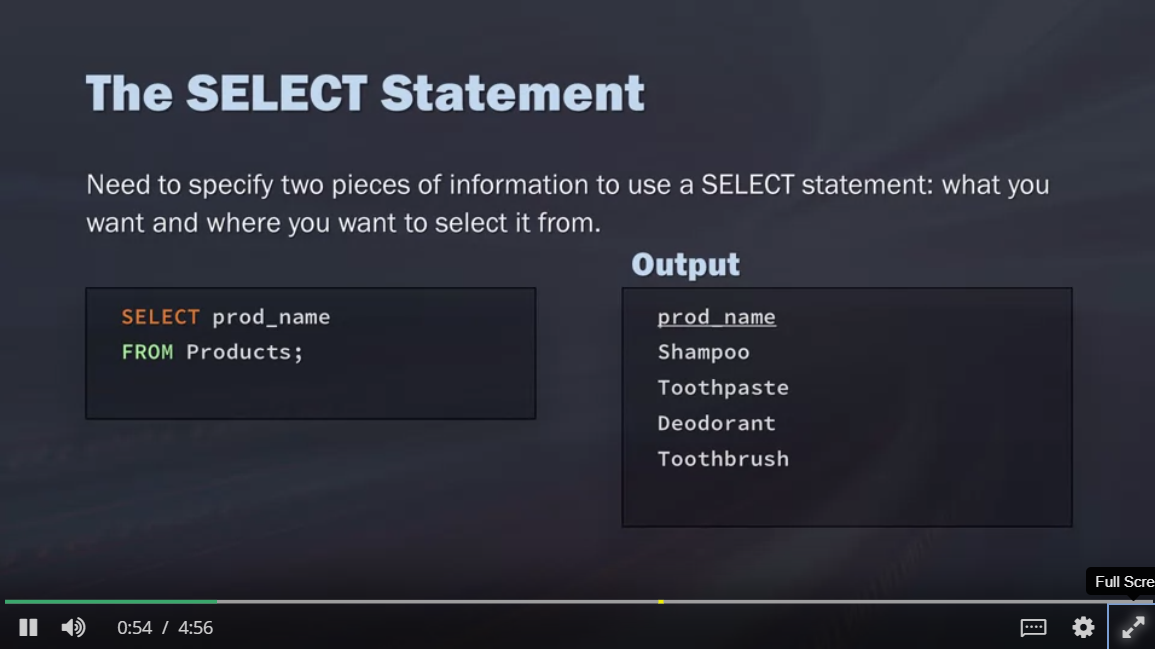 The SELECT Statement
Need to specify two pieces of information to use a SELECT statement: what you
want and where you want to select it from.
SELECT prod_name
FROM Products;
Output
prod_name
Shampoo
Toothpaste
Deodorant
Toothbrush
Full Scre
0:54 / 4:56